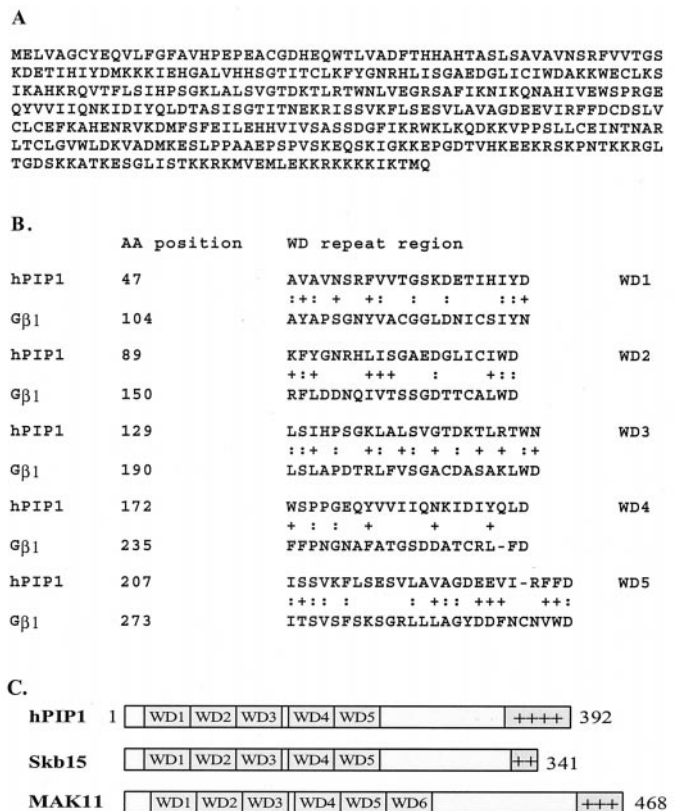 A
MELVAGCYEQVLFGFAVHPEPEACGDHEQWTLVADFTHHAHTASLSAVAVNSRFVVTGS
KDETIHIYDMKKKIEHGALVHHSGTITCLKFYGNRHLISGAEDGLICIWDAKKWECLKS
IKAHKRQVTFLSIHPSGKLALSVGTDKTLRTWNLVEGRSAFIKNIKQNAHIVEWSPRGE
QYVVIIQNKIDIYQLDTASISGTITNEKRISSVKFLSESVLAVAGDEEVIRFFDCDSLV
CLCEFKAHENRVKDMFSFEILEHHVIVSASSDGFIKRWKLKQDKKVPPSLLCEINTNAR
LTCLGVWLDKVADMKESLPPAAEPSPVSKEQSKIGKKEPGDTVHKEEKRSKPNTKKRGL
TGDSKKATKESGLISTKKRKMVEMLEKKRKKKKIKTMQ
B.
AA position WD repeat region
hPIP1 47 AVAVNSRFVVTGSKDETIHIYD WD1
:+: + +: : : ::+
Gβ1 104 AYAPSGNYVACGGLDNICSIYN
hPIP1 89 KFYGNRHLISGAEDGLICIWD WD2
+:+ +++ : +::
Gβ1 150 RFLDDNQIVTSSGDTTCALWD
hPIP1 129 LSIHPSGKLALSVGTDKTLRTWN WD3
::+ : ++: + : + : + :+
Gβ1 190 LSLAPDTRLFVSGACDASAKLWD
hPIP1 172 WSPPGEQYVVIIQNKIDIYQLD WD4
+ : : + + +
Gβ1 235 FFPNGNAFATGSDDATCRL-FD
hPIP1 207 ISSVKFLSESVLAVAGDEEVI-RFFD WD5
:+:: : : ++: +++ ++:
Gβ1 273 ITSVSFSKSGRLLLAGYDDFNCNVWD
C.
hPIP1 1 WD1 WD2 WD3 WD4 WD5 ++++ 392
Skb15 WD1 WD2 WD3 WD4 WD5 ++ 341
MAK11 WD1 WD2 WD3 WD4 WD5 WD6 +++ 468